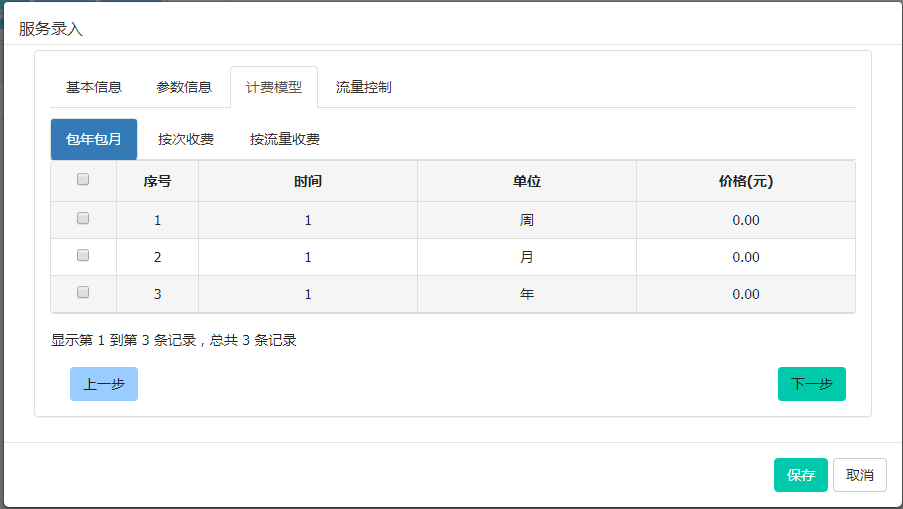 服务录入
基本信息 参数信息 计费模型 流量控制
包年包月 按次收费 按流量收费
序号 时间 单位 价格(元)
1 1 周 0.00
2 1 月 0.00
3 1 年 0.00
显示第 1 到第 3 条记录，总共 3 条记录
上一步 下一步
保存 取消